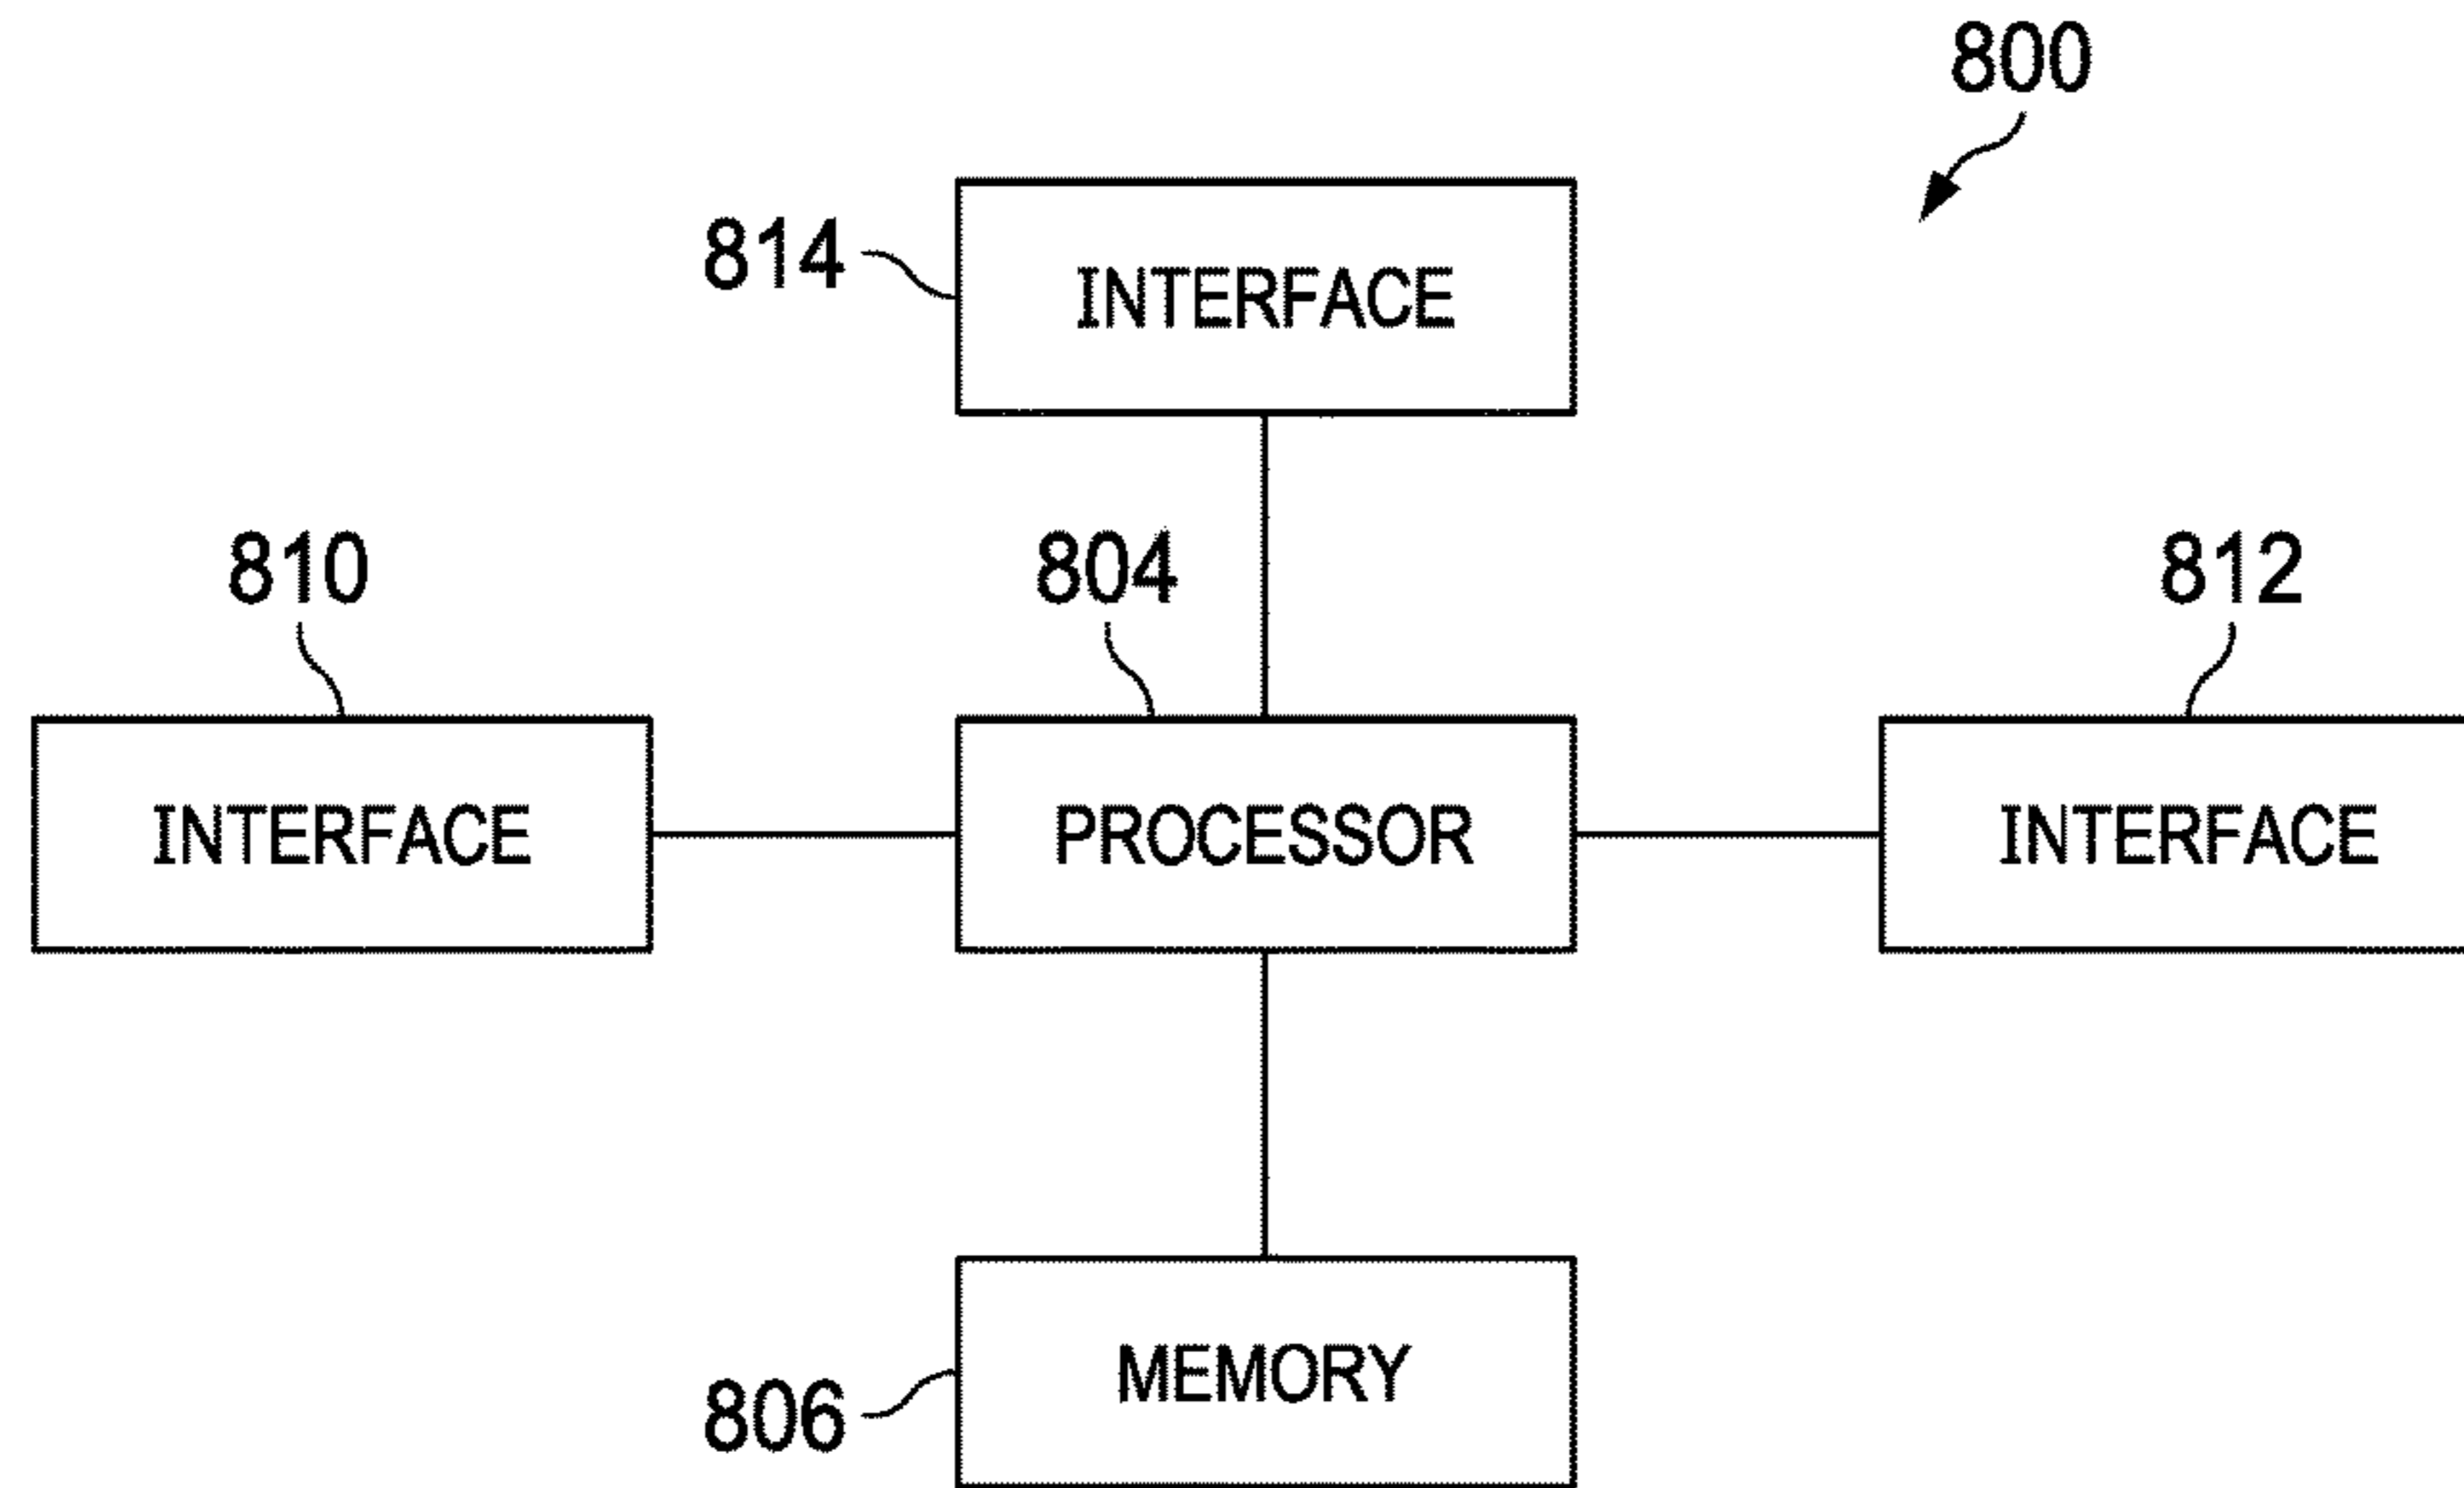 800
814
INTERFACE
810
804
812
INTERFACE
PROCESSOR
INTERFACE
MEMORY
806